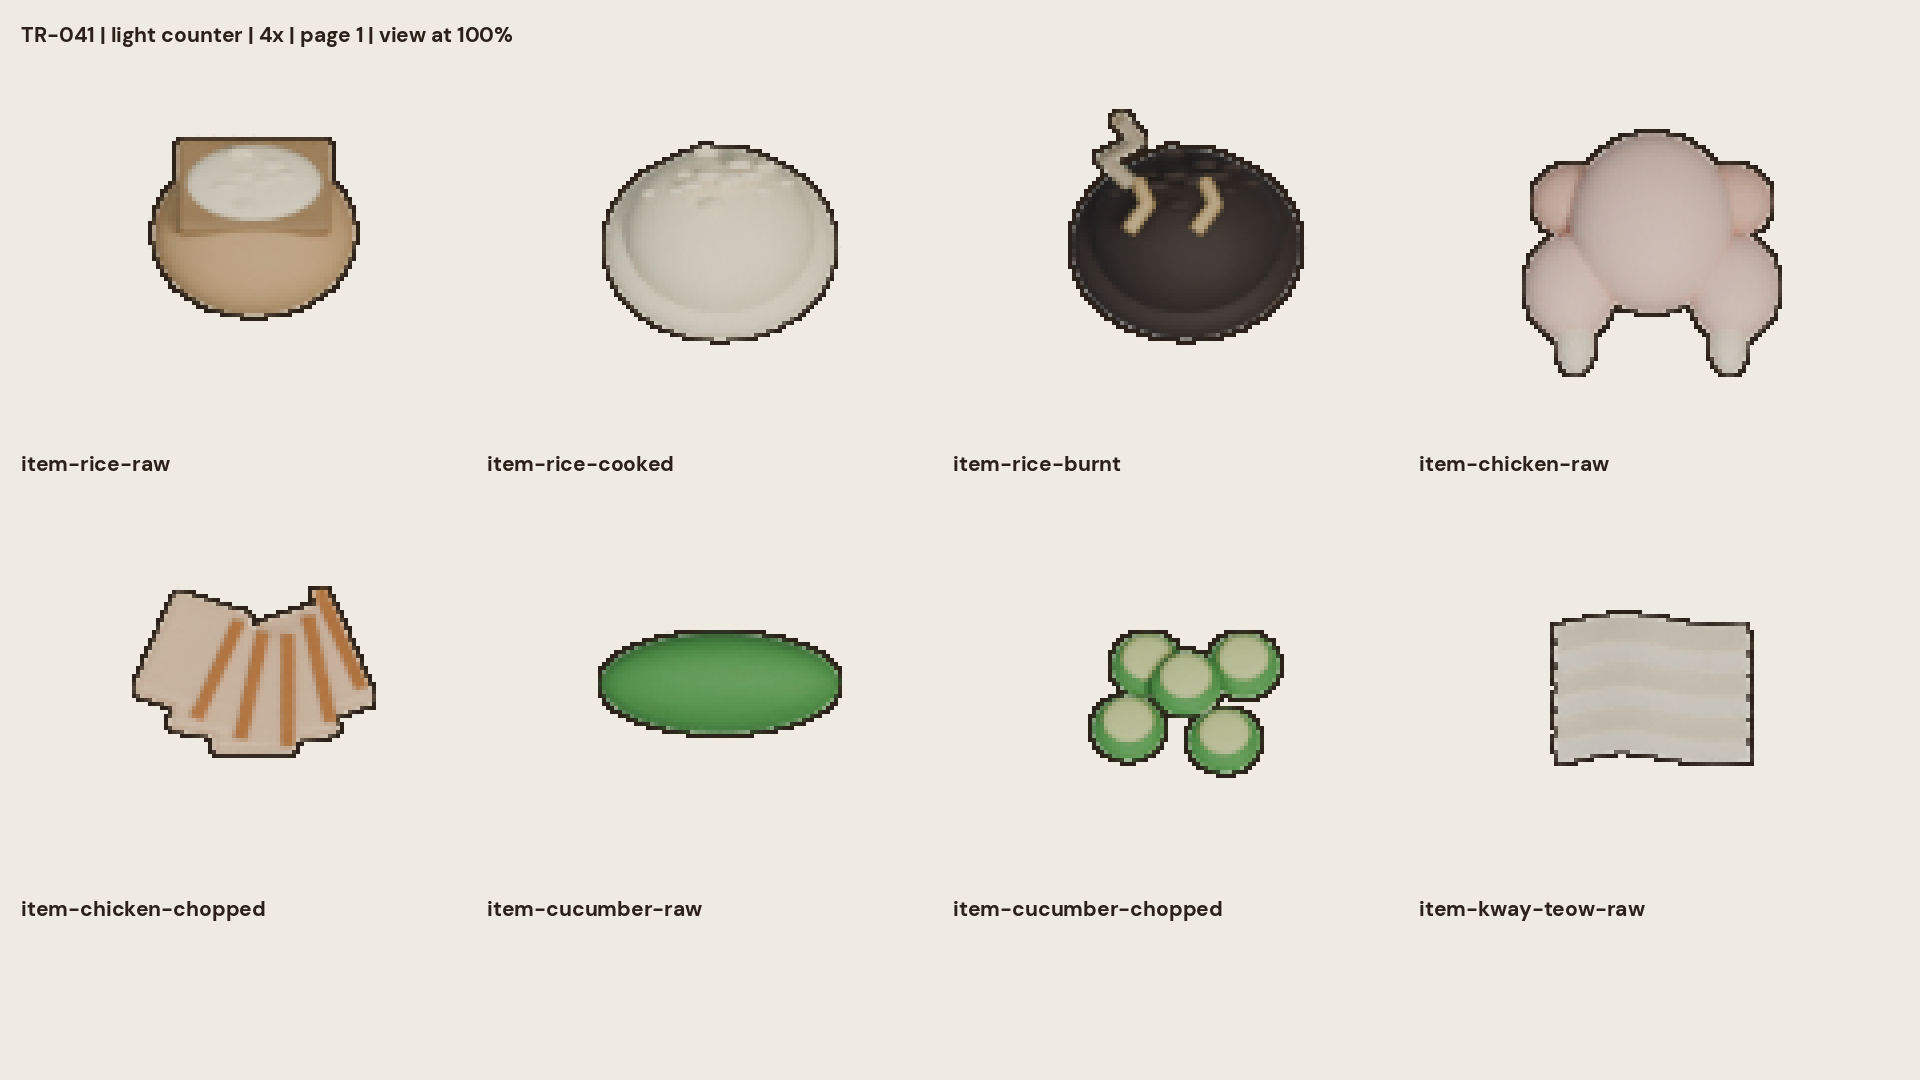 TR-041 | light counter | 4x | page 1 | view at 100%
item-rice-raw
item-rice-cooked
item-rice-burnt
item-chicken-raw
item-chicken-chopped
item-cucumber-raw
item-cucumber-chopped
item-kway-teow-raw